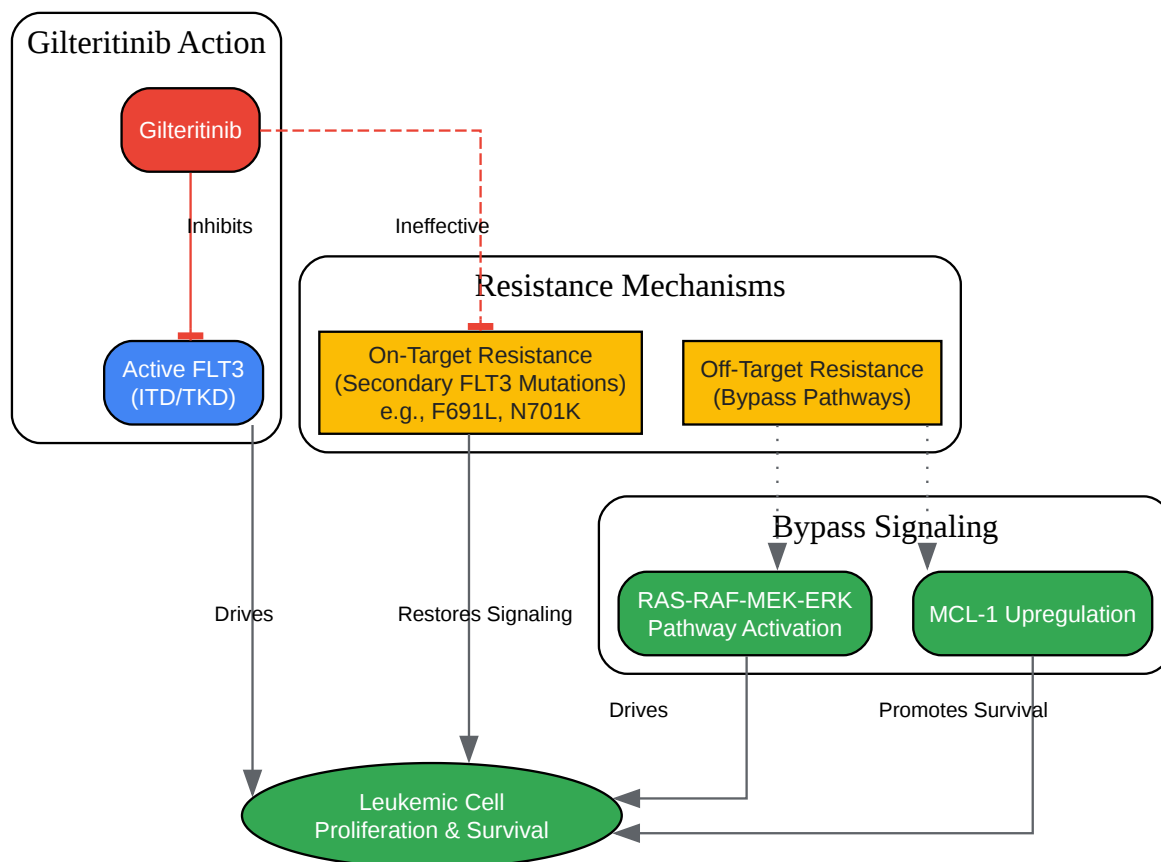 Gilteritinib Action
Gilteritinib
Inhibits
Ineffective
Resistance Mechanisms
Active FLT3
(ITD/TKD)
On-Target Resistance
(Secondary FLT3 Mutations)
e.g., F691L, N701K
Off-Target Resistance
(Bypass Pathways)
Bypass Signaling
Drives
Restores Signaling
RAS-RAF-MEK-ERK
Pathway Activation
MCL-1 Upregulation
Drives
Promotes Survival
Leukemic Cell
Proliferation & Survival